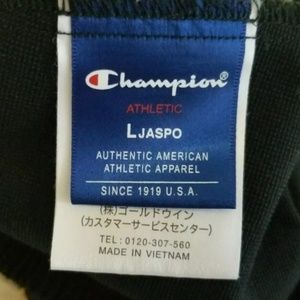 Champion®
ATHLETIC
L JASPO
AUTHENTIC AMERICAN
ATHLETIC APPAREL
SINCE 1919 U.S.A.
(株)ゴールドウイン
(カスタマーサービスセンター)
TEL: 0120-307-560
MADE IN VIETNAM